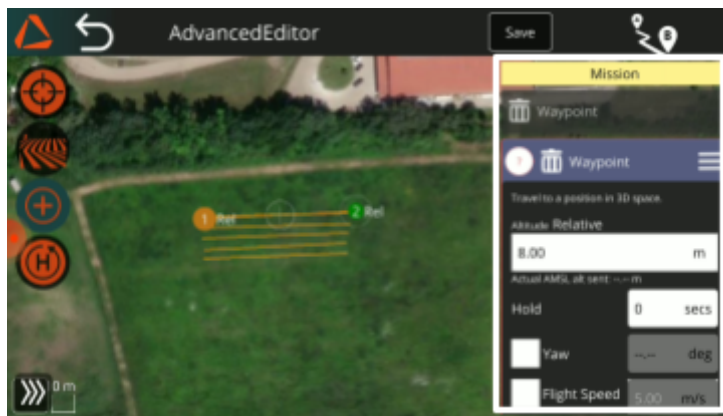 AdvancedEditor
Save
A
B
Mission
Waypoint
? Waypoint
Travel to a position in 3D space.
Altitude Relative
8.00 m
Actual AMSL alt sent: --.-- m
Hold 0 secs
Yaw --.-- deg
Flight Speed 5.00 m/s
1 Rel
2 Rel
H
0 m